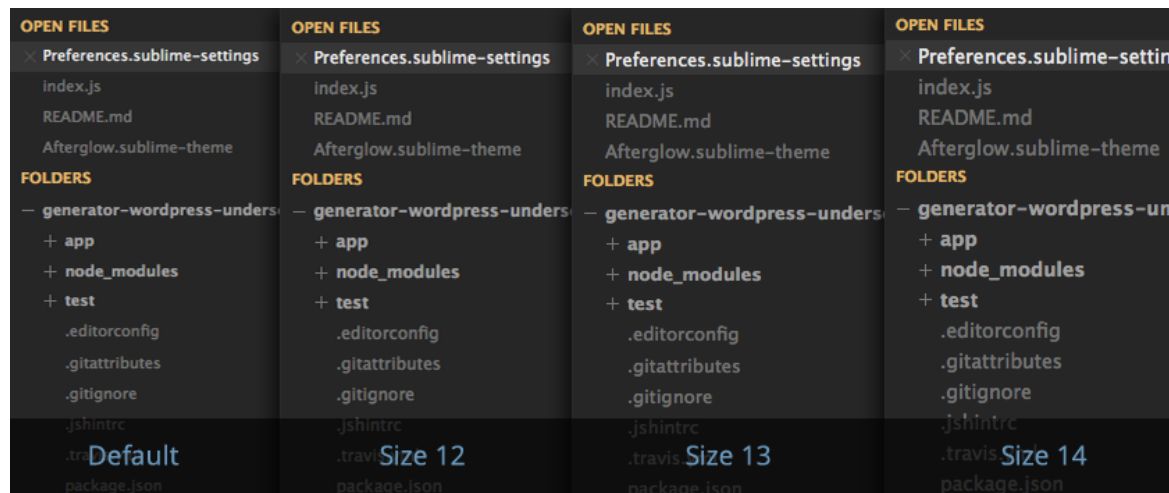 OPEN FILES
Preferences.sublime-settings
index.js
README.md
Afterglow.sublime-theme
FOLDERS
generator-wordpress-unders
app
node_modules
test
.editorconfig
.gitattributes
.gitignore
.jshintrc
Default
package.json
OPEN FILES
Preferences.sublime-settings
index.js
README.md
Afterglow.sublime-theme
FOLDERS
generator-wordpress-unders
app
node_modules
test
.editorconfig
.gitattributes
.gitignore
.jshintrc
Size 12
package.json
OPEN FILES
Preferences.sublime-settings
index.js
README.md
Afterglow.sublime-theme
FOLDERS
generator-wordpress-unders
app
node_modules
test
.editorconfig
.gitattributes
.gitignore
.jshintrc
Size 13
package.json
OPEN FILES
Preferences.sublime-settin
index.js
README.md
Afterglow.sublime-theme
FOLDERS
generator-wordpress-un
app
node_modules
test
.editorconfig
.gitattributes
.gitignore
.jshintrc
Size 14
package.json